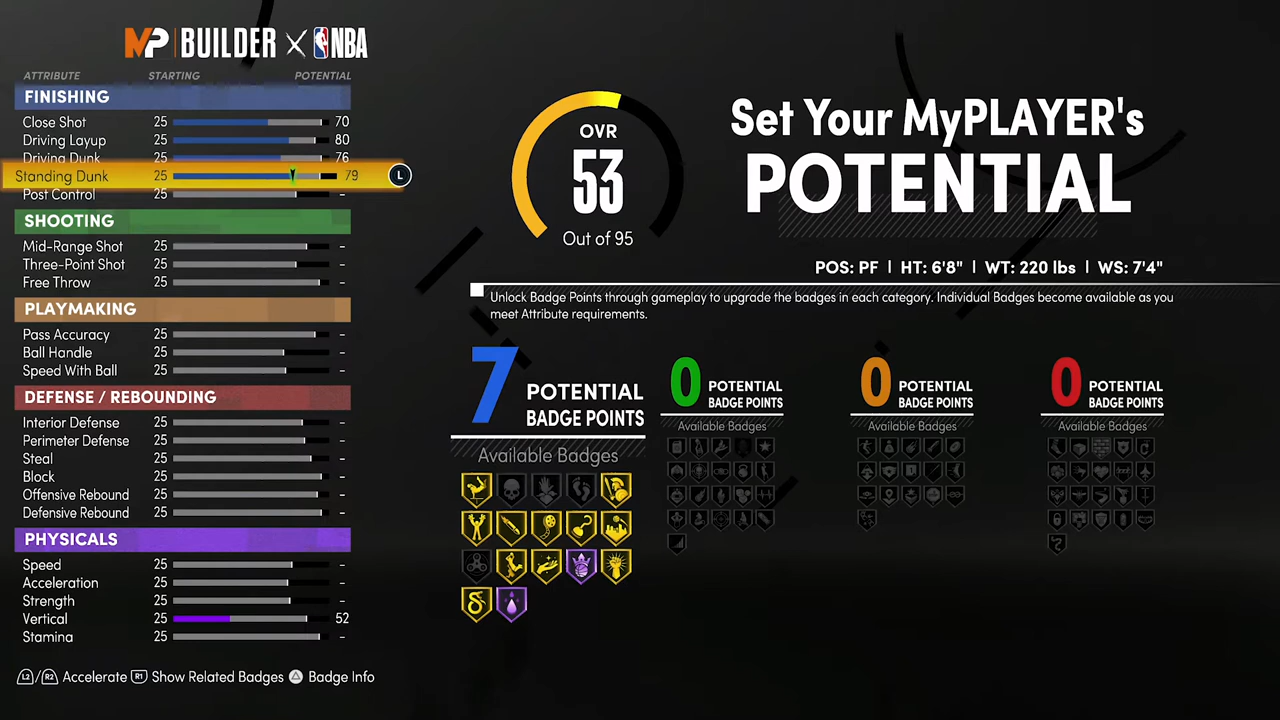 MP | BUILDER X NBA
ATTRIBUTE STARTING POTENTIAL
FINISHING
Close Shot 25 70
Driving Layup 25 80
Driving Dunk 25 76
Standing Dunk 25 79 L
Post Control 25 -
SHOOTING
Mid-Range Shot 25 -
Three-Point Shot 25 -
Free Throw 25 -
PLAYMAKING
Pass Accuracy 25 -
Ball Handle 25 -
Speed With Ball 25 -
DEFENSE / REBOUNDING
Interior Defense 25 -
Perimeter Defense 25 -
Steal 25 -
Block 25 -
Offensive Rebound 25 -
Defensive Rebound 25 -
PHYSICALS
Speed 25 -
Acceleration 25 -
Strength 25 -
Vertical 25 52
Stamina 25 -
L2/R2 Accelerate R1 Show Related Badges Badge Info
OVR
53
Out of 95
Set Your MyPLAYER's
POTENTIAL
POS: PF | HT: 6'8" | WT: 220 lbs | WS: 7'4"
Unlock Badge Points through gameplay to upgrade the badges in each category. Individual Badges become available as you
meet Attribute requirements.
7 POTENTIAL
BADGE POINTS
Available Badges
0 POTENTIAL
BADGE POINTS
Available Badges
0 POTENTIAL
BADGE POINTS
Available Badges
0 POTENTIAL
BADGE POINTS
Available Badges